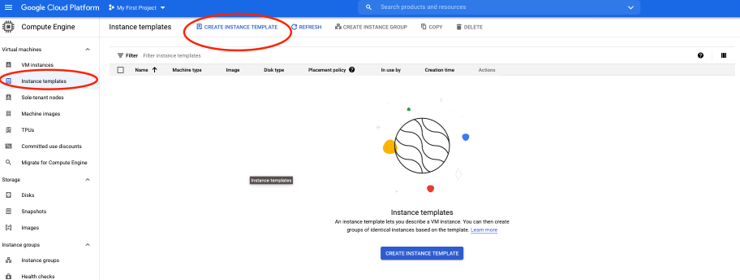 Google Cloud Platform
My First Project
Search products and resources
Compute Engine
Instance templates
CREATE INSTANCE TEMPLATE
REFRESH
CREATE INSTANCE GROUP
COPY
DELETE
Virtual machines
VM instances
Instance templates
Sole-tenant nodes
Machine images
TPUs
Committed use discounts
Migrate for Compute Engine
Storage
Disks
Snapshots
Images
Instance groups
Instance groups
Health checks
Filter Filter instance templates
Name Machine type Image Disk type Placement policy In use by Creation time Actions
Instance templates
Instance templates
An instance template lets you describe a VM instance. You can then create
groups of identical instances based on the template. Learn more
CREATE INSTANCE TEMPLATE